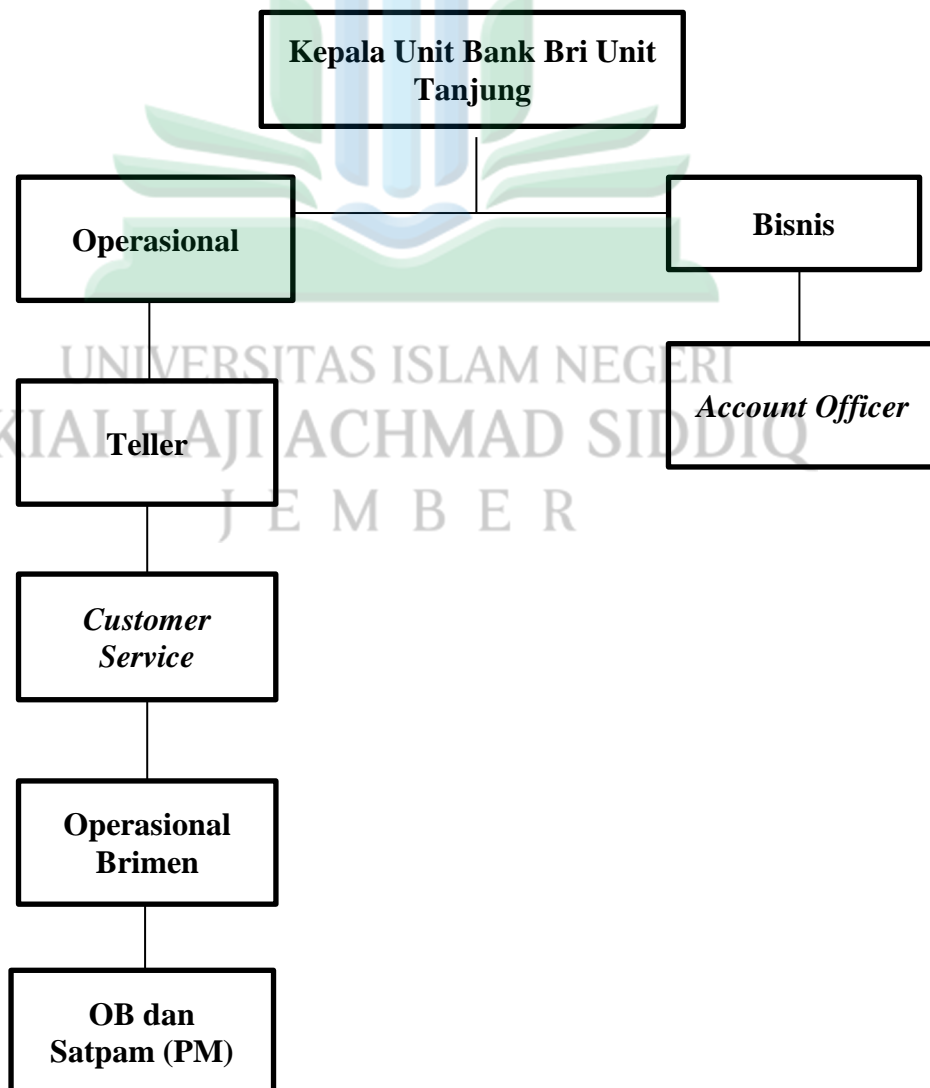 Kepala Unit Bank Bri Unit
Tanjung
Operasional
Bisnis
UNIVERSITAS ISLAM NEGERI
Account Officer
KIAI HAJI ACHMAD SIDDIQ
Teller
J E M B E R
Customer
Service
Operasional
Brimen
OB dan
Satpam (PM)